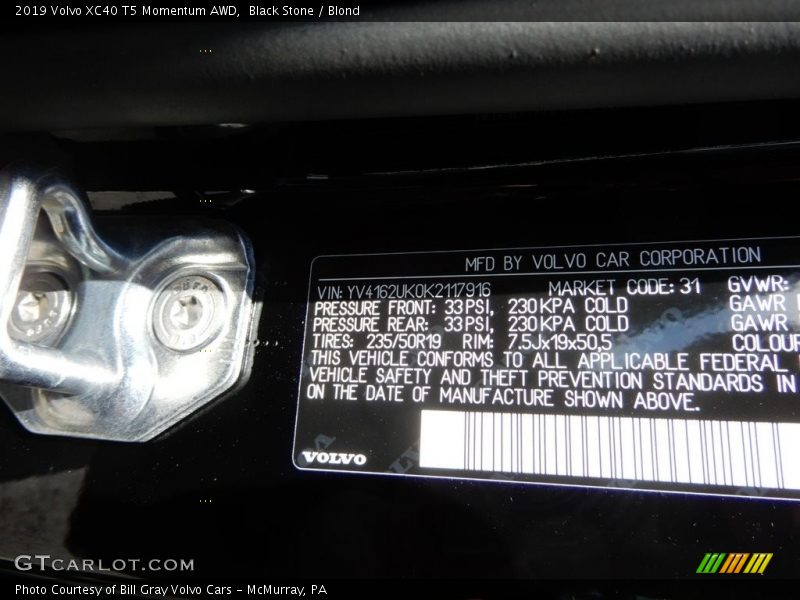 2019 Volvo XC40 T5 Momentum AWD, Black Stone / Blond
MFD BY VOLVO CAR CORPORATION
VIN: YV4162UK0K2117916 MARKET CODE: 31 GVWR:
PRESSURE FRONT: 33PSI, 230KPA COLD GAWR
PRESSURE REAR: 33PSI, 230KPA COLD GAWR
TIRES: 235/50R19 RIM: 7,5Jx19x50,5 COLOUR
THIS VEHICLE CONFORMS TO ALL APPLICABLE FEDERAL
VEHICLE SAFETY AND THEFT PREVENTION STANDARDS IN
ON THE DATE OF MANUFACTURE SHOWN ABOVE.
VOLVO
GTCARLOT.COM
Photo Courtesy of Bill Gray Volvo Cars - McMurray, PA